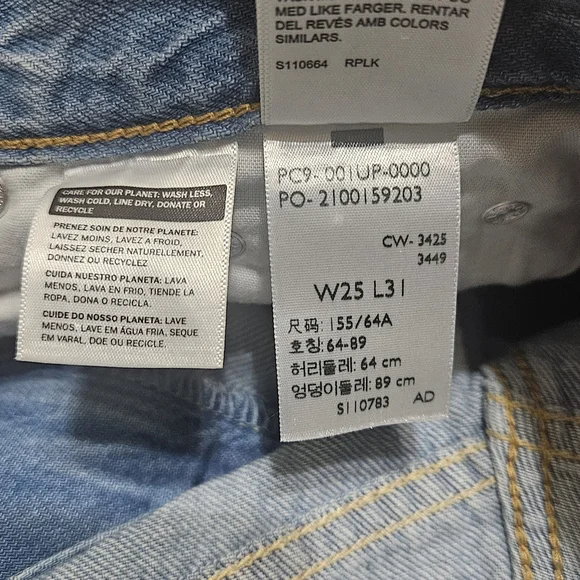 MED LIKE FARGER. RENTAR
DEL REVÉS AMB COLORS
SIMILARS.
S110664 RPLK
CARE FOR OUR PLANET: WASH LESS,
WASH COLD, LINE DRY, DONATE OR
RECYCLE
PRENEZ SOIN DE NOTRE PLANETE:
LAVEZ MOINS, LAVEZ A FROID,
LAISSEZ SECHER NATURELLEMENT,
DONNEZ OU RECYCLEZ
CUIDA NUESTRO PLANETA: LAVA
MENOS, LAVA EN FRIO, TIENDE LA
ROPA, DONA O RECICLA.
CUIDE DO NOSSO PLANETA: LAVE
MENOS, LAVE EM ÁGUA FRIA, SEQUE
EM VARAL, DOE OU RECICLE.
PC9- 001UP-0000
PO- 2100159203
CW- 3425
3449
W25 L31
尺码: 155/64A
호칭: 64-89
허리둘레: 64 cm
엉덩이둘레: 89 cm
S110783 AD